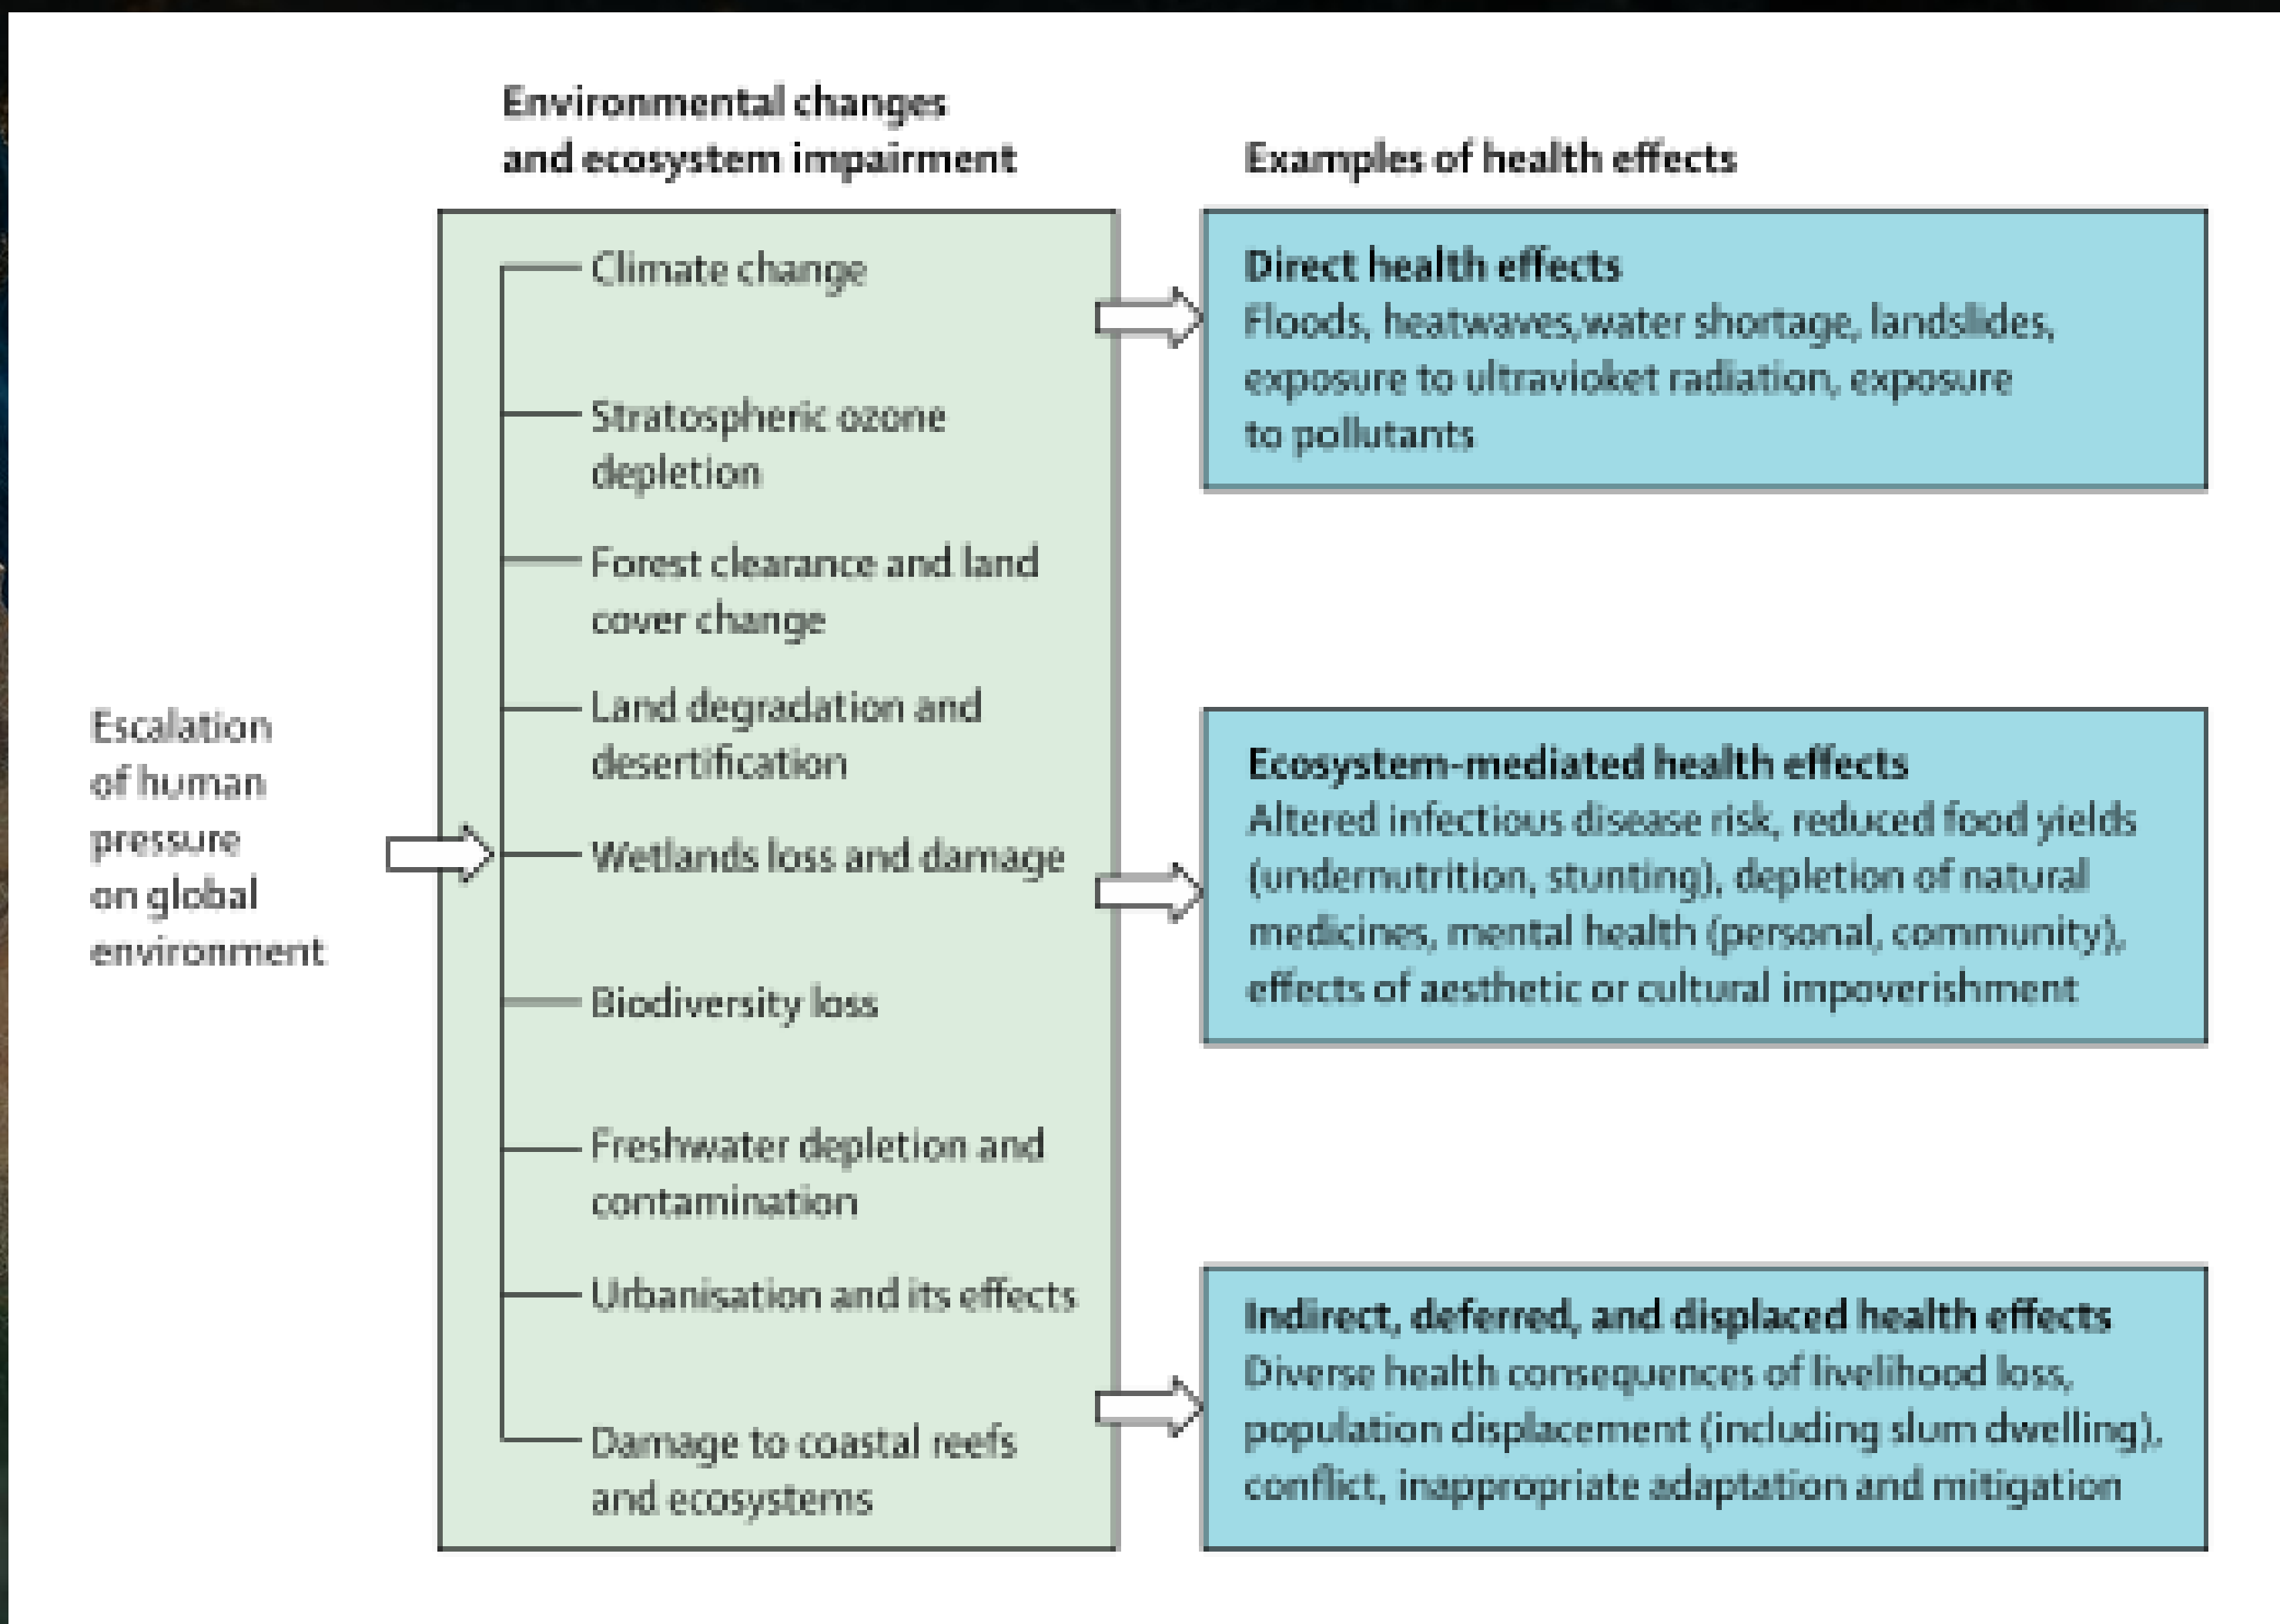 Environmental changes
and ecosystem impairment
Examples of health effects
Escalation
of human
pressure
on global
environment
Climate change
Stratospheric ozone
depletion
Forest clearance and land
cover change
Land degradation and
desertification
Wetlands loss and damage
Biodiversity loss
Freshwater depletion and
contamination
Urbanisation and its effects
Damage to coastal reefs
and ecosystems
Direct health effects
Floods, heatwaves,water shortage, landslides,
exposure to ultravioket radiation, exposure
to pollutants
Ecosystem-mediated health effects
Altered infectious disease risk, reduced food yields
(undernutrition, stunting), depletion of natural
medicines, mental health (personal, community),
effects of aesthetic or cultural impoverishment
Indirect, deferred, and displaced health effects
Diverse health consequences of livelihood loss,
population displacement (including slum dwelling),
conflict, inappropriate adaptation and mitigation